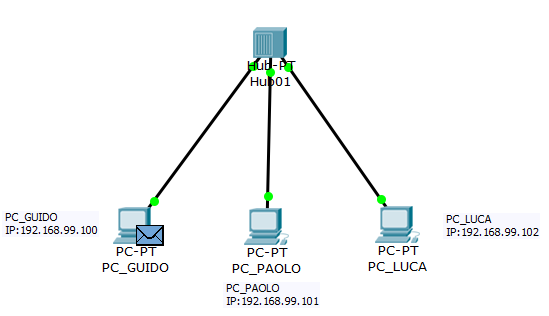 Hub-PT
Hub01
PC_GUIDO
IP:192.168.99.100
PC-PT
PC_GUIDO
PC-PT
PC_PAOLO
PC_PAOLO
IP:192.168.99.101
PC-PT
PC_LUCA
PC_LUCA
IP:192.168.99.102